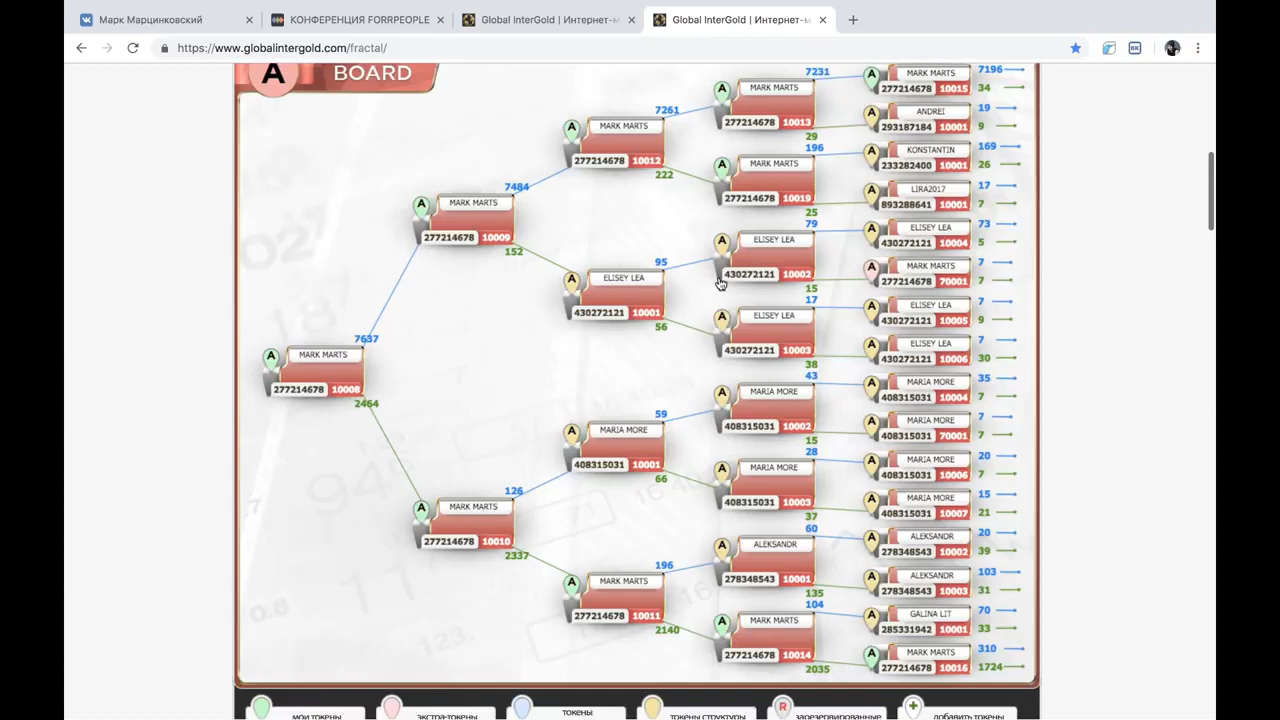 Марк Марцинковский
КОНФЕРЕНЦИЯ FORRPEOPLE
Global InterGold | Интернет-м
Global InterGold | Интернет-м
https://www.globalintergold.com/fractal/
A BOARD
MARK MARTS
277214678 10008
7637
2464
MARK MARTS
277214678 10009
7484
152
MARK MARTS
277214678 10010
126
2337
MARK MARTS
277214678 10012
7261
222
ELISEY LEA
430272121 10001
95
56
MARIA MORE
408315031 10001
59
66
MARK MARTS
277214678 10011
196
2140
MARK MARTS
277214678 10013
7231
29
MARK MARTS
277214678 10019
196
25
ELISEY LEA
430272121 10002
79
15
ELISEY LEA
430272121 10003
17
38
MARIA MORE
408315031 10002
43
15
MARIA MORE
408315031 10003
28
37
ALEKSANDR
278348543 10001
60
135
MARK MARTS
277214678 10014
104
2035
MARK MARTS 7196
277214678 10015 34
ANDREI 19
293187184 10001 9
KONSTANTIN 169
233282400 10001 26
LIRA2017 17
893288641 10001 7
ELISEY LEA 73
430272121 10004 5
MARK MARTS 7
277214678 70001 7
ELISEY LEA 7
430272121 10005 9
ELISEY LEA 7
430272121 10006 30
MARIA MORE 35
408315031 10004 7
MARIA MORE 7
408315031 70001 7
MARIA MORE 20
408315031 10006 7
MARIA MORE 15
408315031 10007 21
ALEKSANDR 20
278348543 10002 39
ALEKSANDR 103
278348543 10003 31
GALINA LIT 70
285331942 10001 33
MARK MARTS 310
277214678 10016 1724
мои токены
экстра-токены
токены
токены структуры
R зарезервированные
добавить токены